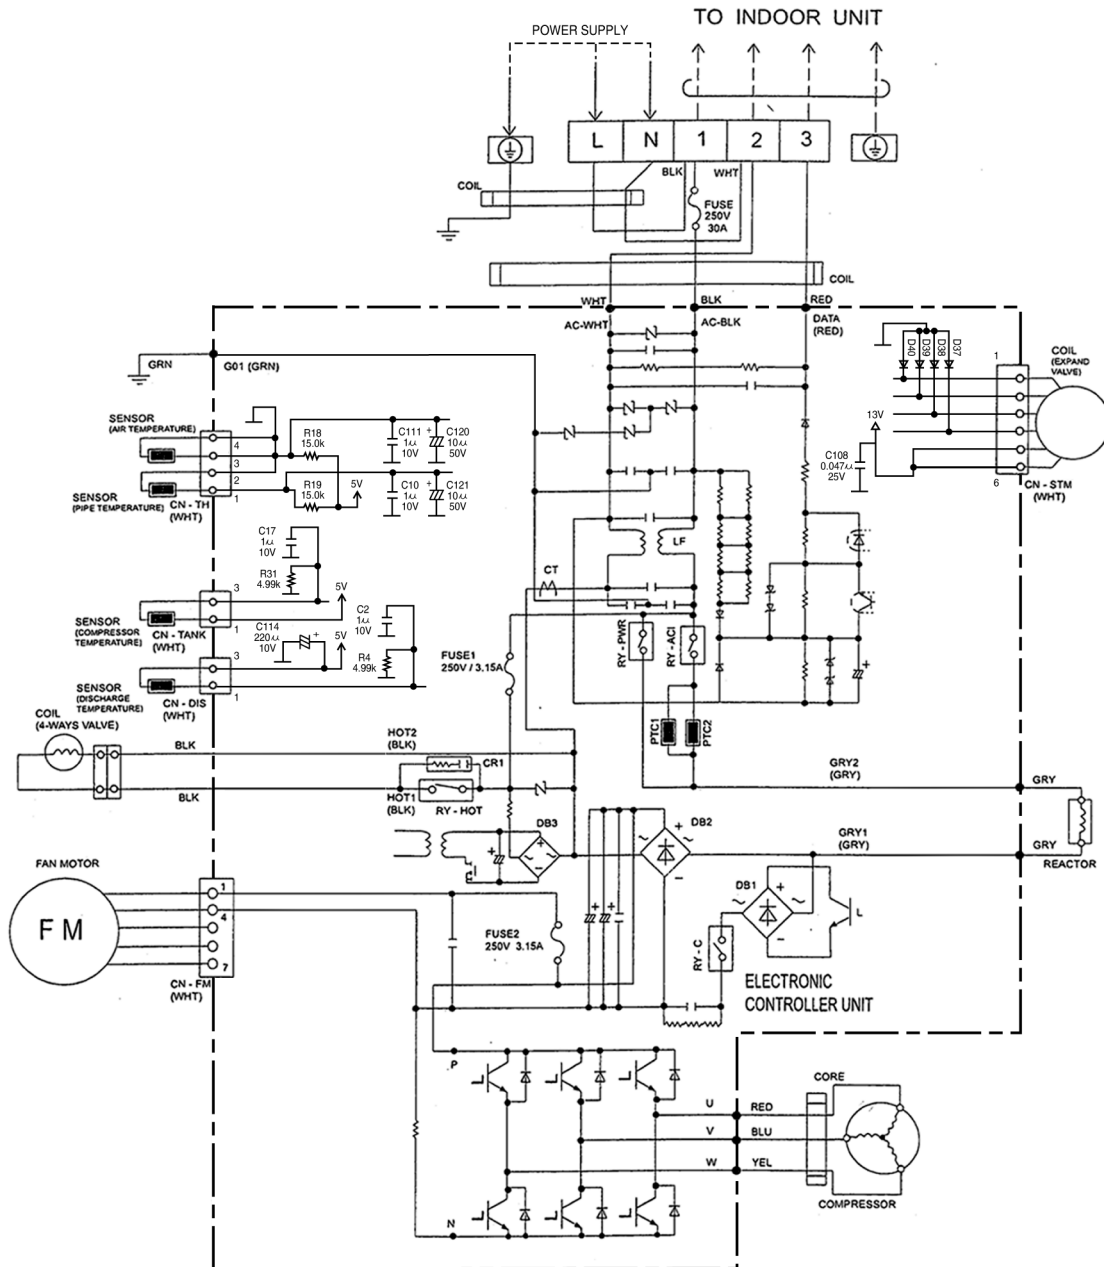 TO INDOOR UNIT
POWER SUPPLY
L N 1 2 3
BLK WHT
COIL
FUSE
250V
30A
COIL
WHT BLK RED
AC-WHT AC-BLK DATA
(RED)
GRN
G01 (GRN)
D40 D39 D38 D37
1
COIL
(EXPAND
VALVE)
13V
C108
0.047μ
25V
6
CN - STM
(WHT)
SENSOR
(AIR TEMPERATURE)
4
3
2
1
R18
15.0k
R19
15.0k
5V
C111
1μ
10V
+ C120
10μ
50V
C10
1μ
10V
+ C121
10μ
50V
SENSOR
(PIPE TEMPERATURE)
CN - TH
(WHT)
C17
1μ
10V
R31
4.99k
5V
3
1
SENSOR
(COMPRESSOR
TEMPERATURE)
CN - TANK
(WHT)
C114
220μ
10V
+
5V
C2
1μ
10V
R4
4.99k
3
1
SENSOR
(DISCHARGE
TEMPERATURE)
CN - DIS
(WHT)
CT
LF
FUSE1
250V / 3.15A
RY - PWR
RY - ACI
PTC1
PTC2
COIL
(4-WAYS VALVE)
BLK
HOT2
(BLK)
CR1
BLK
HOT1
(BLK)
RY - HOT
GRY2
(GRY)
GRY
DB3
DB2
GRY1
(GRY)
GRY
REACTOR
FAN MOTOR
F M
1
4
7
CN - FM
(WHT)
FUSE2
250V 3.15A
DB1
L
RY - C
ELECTRONIC
CONTROLLER UNIT
P
CORE
U RED
V BLU
W YEL
COMPRESSOR
N